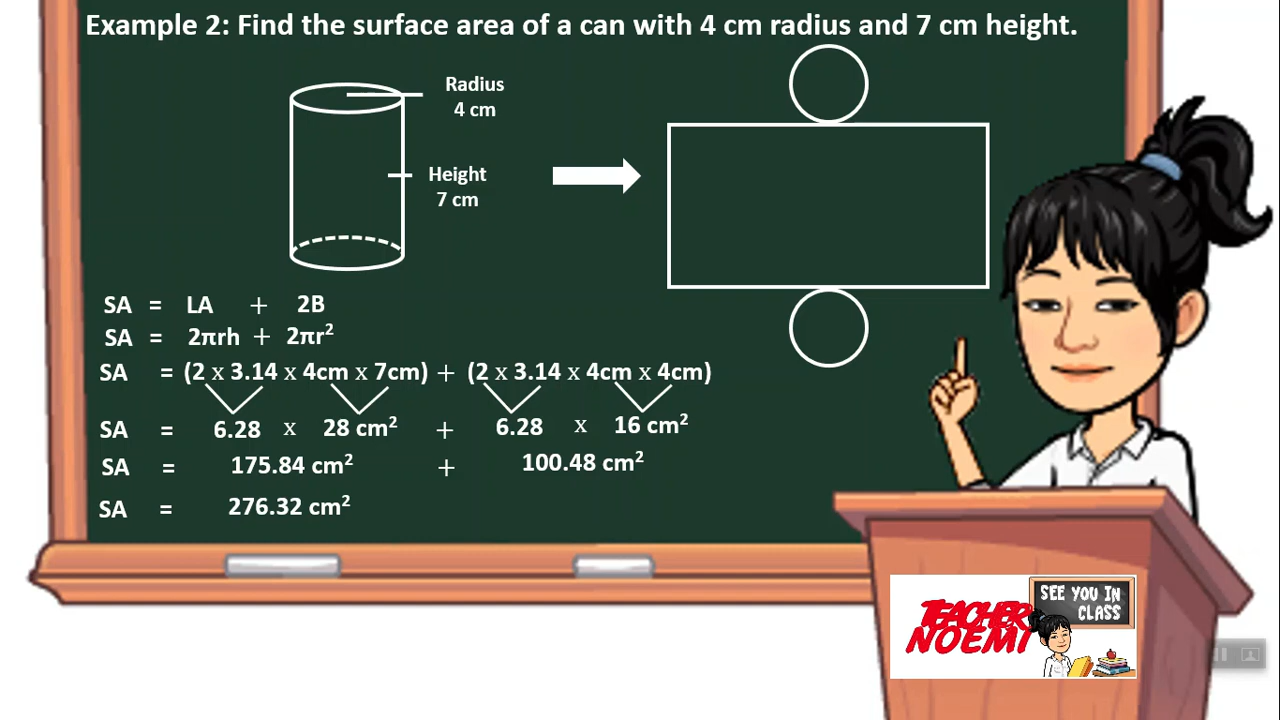 Example 2: Find the surface area of a can with 4 cm radius and 7 cm height.
Radius
4 cm
Height
7 cm
SA = LA + 2B
SA = 2πrh + 2πr²
SA = (2 x 3.14 x 4cm x 7cm) + (2 x 3.14 x 4cm x 4cm)
SA = 6.28 x 28 cm² + 6.28 x 16 cm²
SA = 175.84 cm² + 100.48 cm²
SA = 276.32 cm²
TEACHER
NOEMI
SEE YOU IN
CLASS